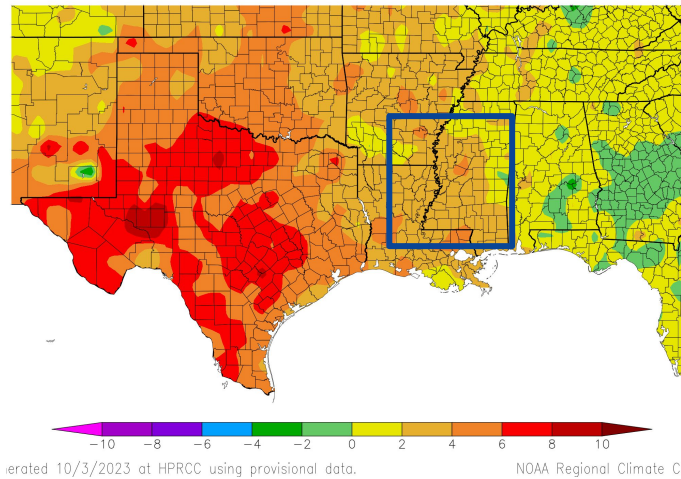 -10 -8 -6 -4 -2 0 2 4 6 8 10
erated 10/3/2023 at HPRCC using provisional data. NOAA Regional Climate C